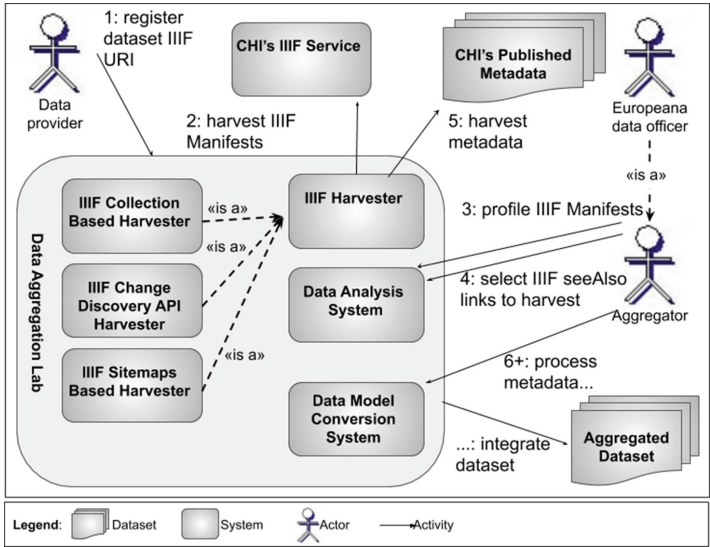 1: register
dataset IIIF
URI
Data
provider
CHI's IIIF Service
CHI's Published
Metadata
Europeana
data officer
2: harvest IIIF
Manifests
5: harvest
metadata
«is a»
Data Aggregation Lab
IIIF Collection
Based Harvester
«is a»
IIIF Harvester
3: profile IIIF Manifests
«is a»
IIIF Change
Discovery API
Harvester
Data Analysis
System
4: select IIIF seeAlso
links to harvest
Aggregator
IIIF Sitemaps
Based Harvester
«is a»
6+: process
metadata...
Data Model
Conversion
System
...: integrate
dataset
Aggregated
Dataset
Legend: Dataset System Actor Activity